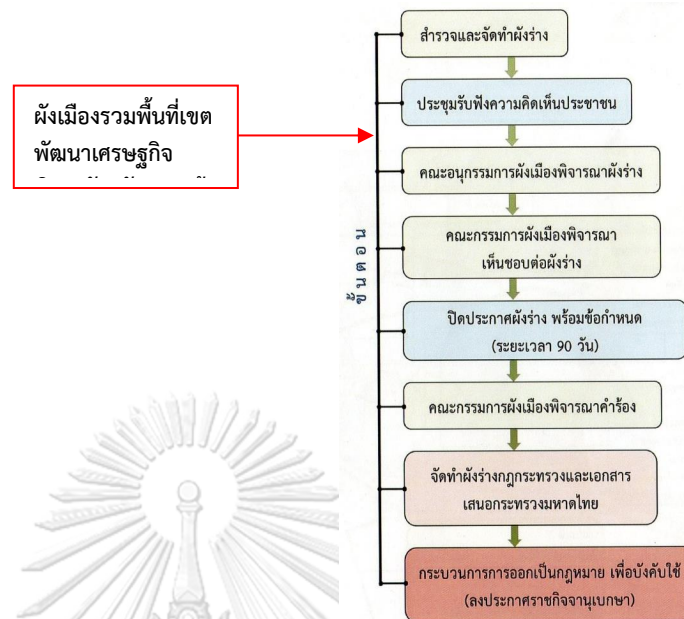 สำรวจและจัดทำผังร่าง
ประชุมรับฟังความคิดเห็นประชาชน
ผังเมืองรวมพื้นที่เขต
พัฒนาเศรษฐกิจ
คณะอนุกรรมการผังเมืองพิจารณาผังร่าง
ขั้นตอน
คณะกรรมการผังเมืองพิจารณา
เห็นชอบต่อผังร่าง
ปิดประกาศผังร่าง พร้อมข้อกำหนด
(ระยะเวลา 90 วัน)
คณะกรรมการผังเมืองพิจารณาคำร้อง
จัดทำผังร่างกฎกระทรวงและเอกสาร
เสนอกระทรวงมหาดไทย
กระบวนการการออกเป็นกฎหมาย เพื่อบังคับใช้
(ลงประกาศราชกิจจานุเบกษา)